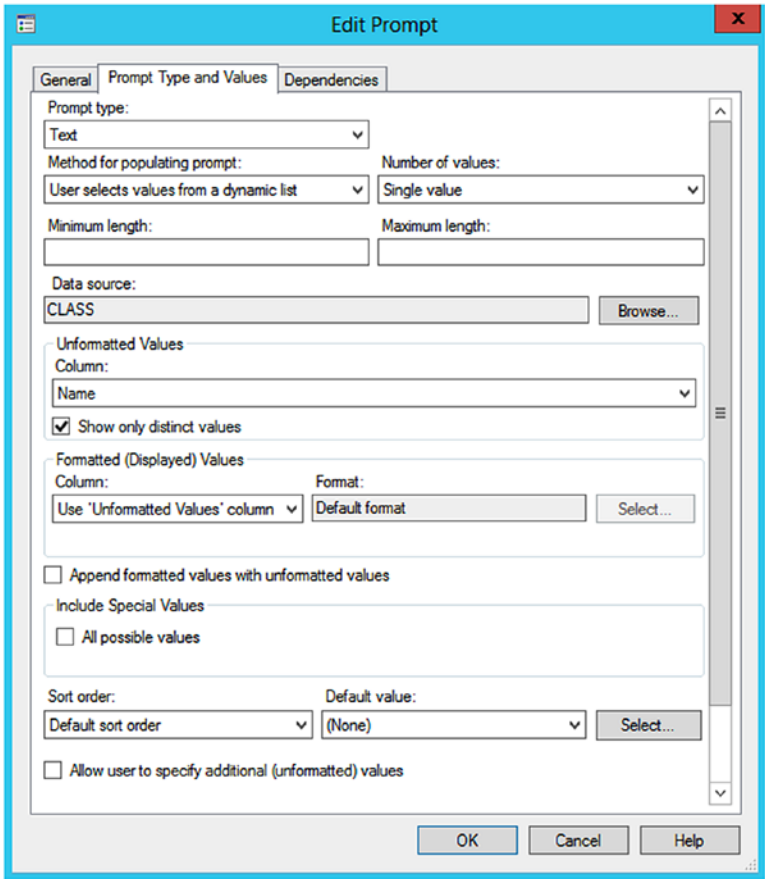 Edit Prompt
x
General Prompt Type and Values Dependencies
Prompt type:
Text
Method for populating prompt: Number of values:
User selects values from a dynamic list Single value
Minimum length: Maximum length:
Data source:
CLASS Browse...
Unformatted Values
Column:
Name
Show only distinct values
Formatted (Displayed) Values
Column: Format:
Use 'Unformatted Values' column Default format Select...
Append formatted values with unformatted values
Include Special Values
All possible values
Sort order: Default value:
Default sort order (None) Select...
Allow user to specify additional (unformatted) values
OK Cancel Help